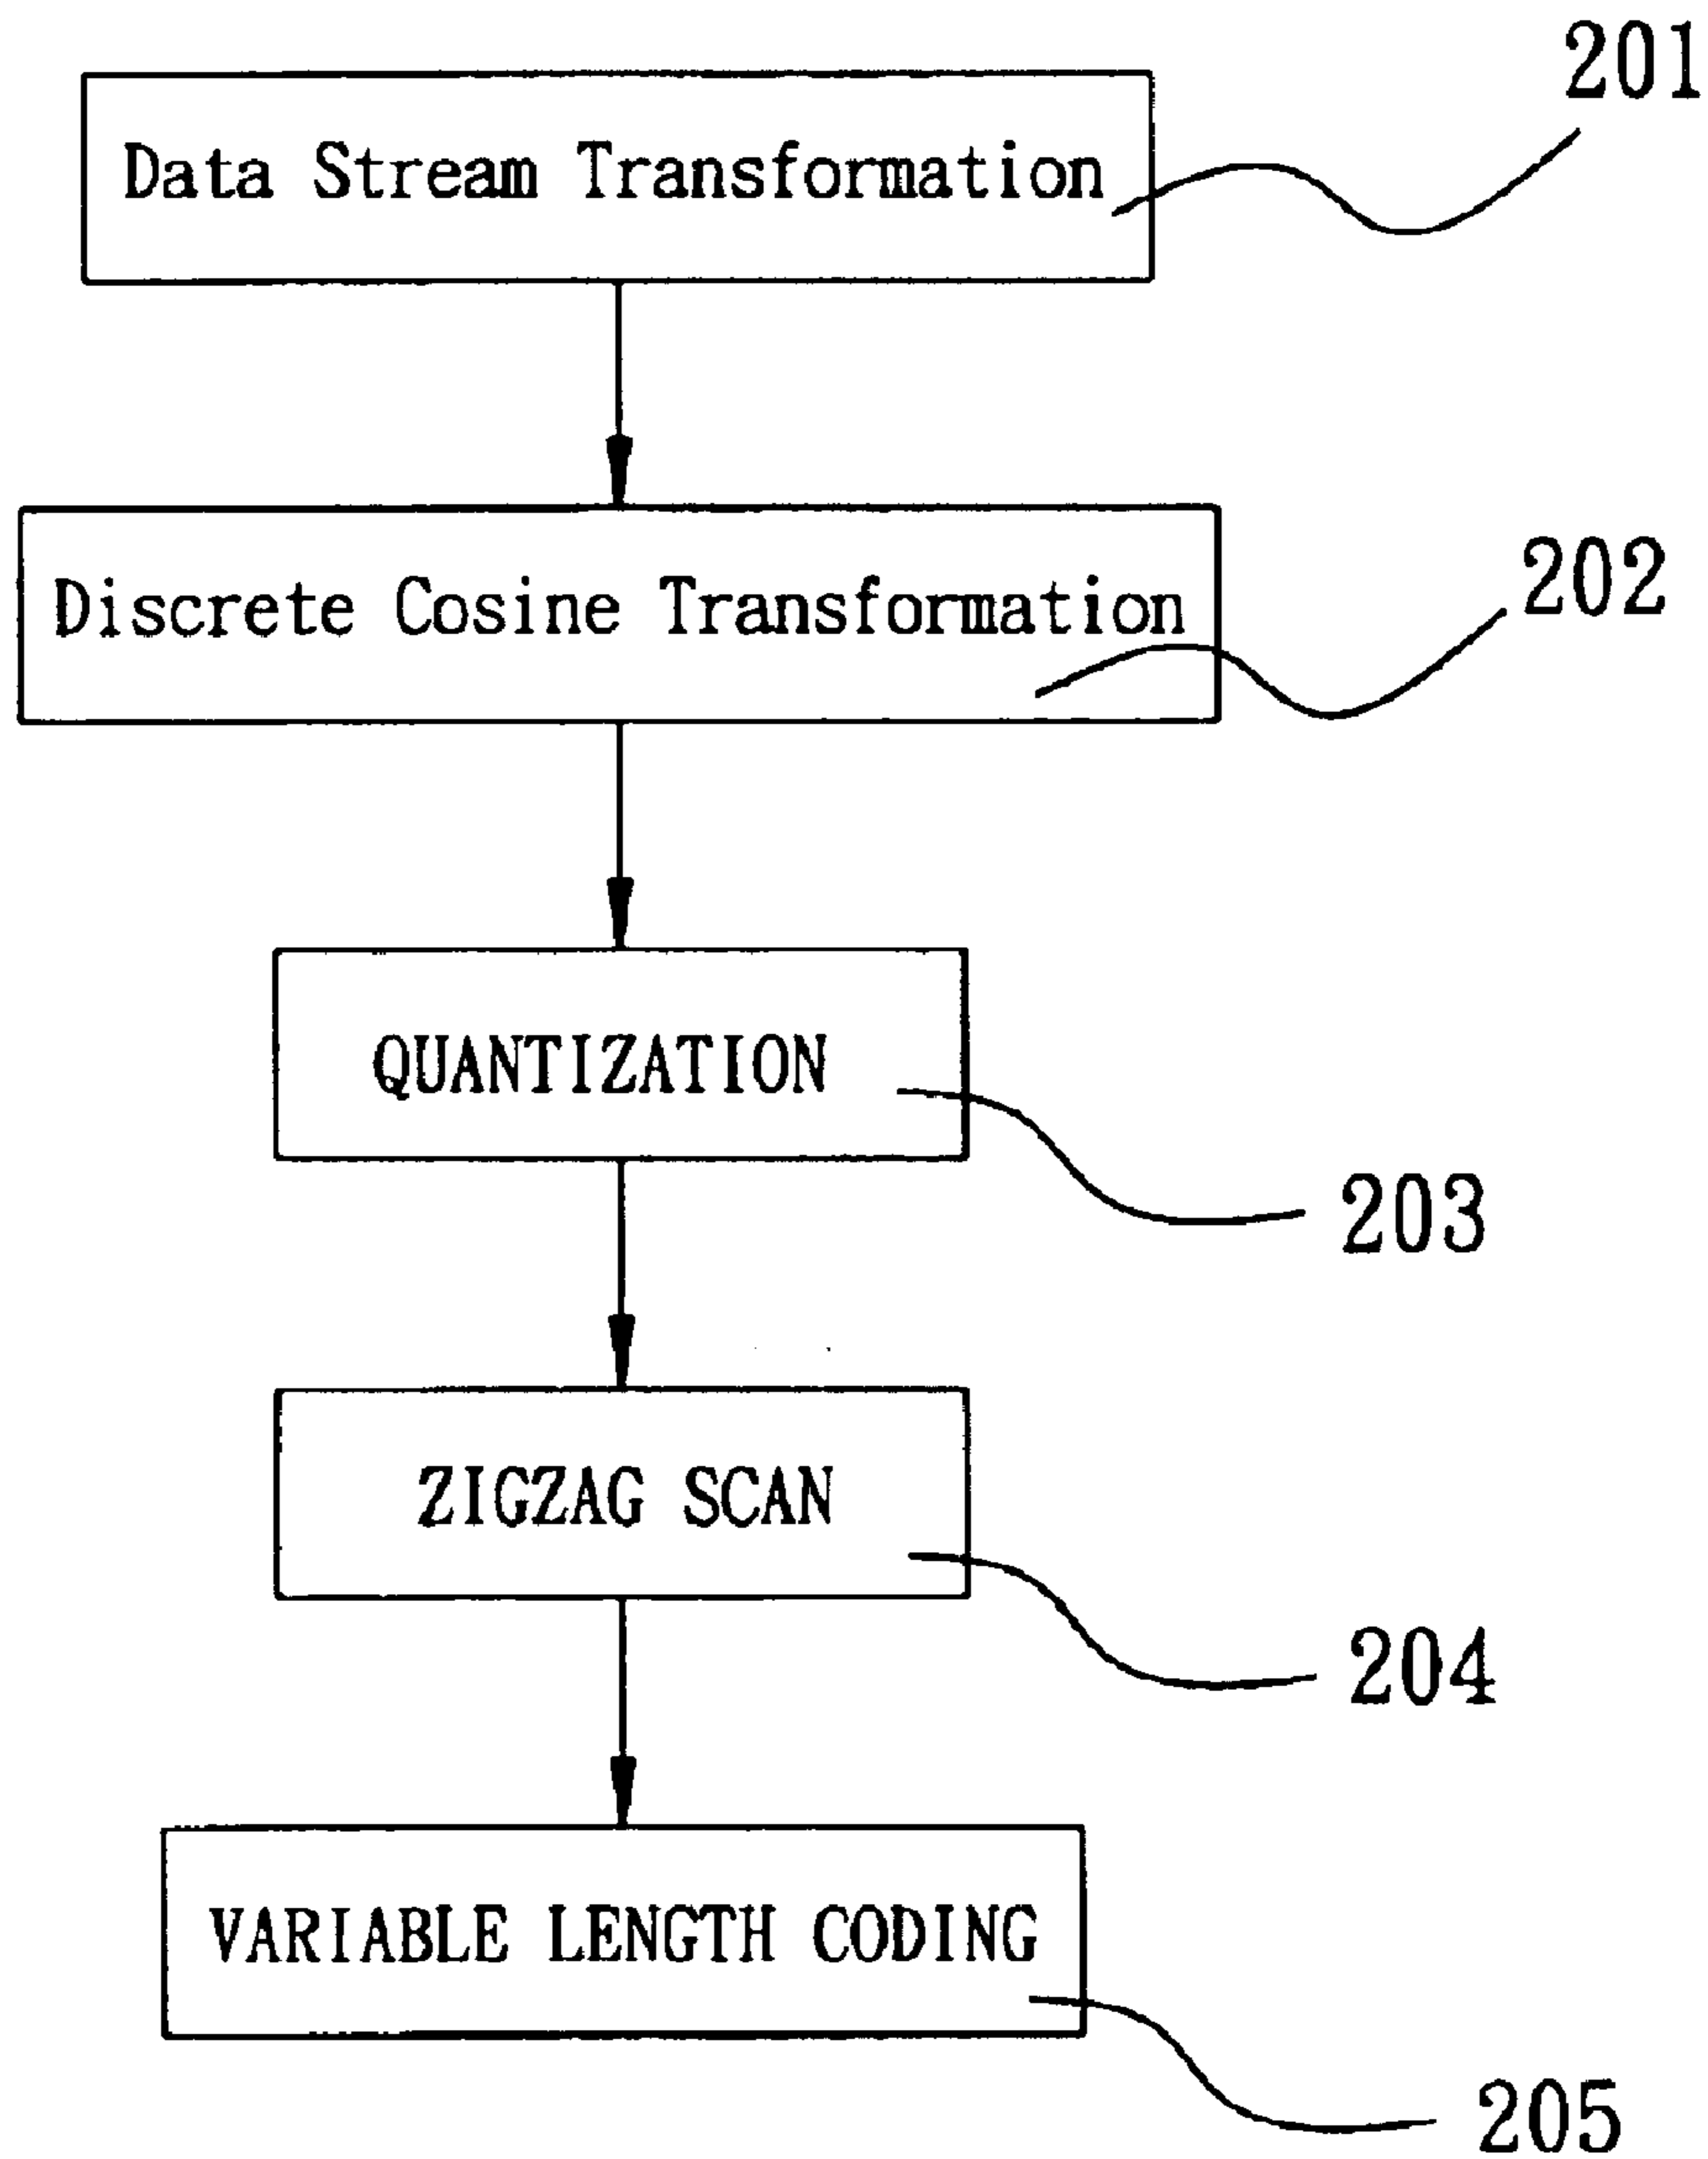 201
Data Stream Transformation
202
Discrete Cosine Transformation
QUANTIZATION
203
ZIGZAG SCAN
204
VARIABLE LENGTH CODING
205